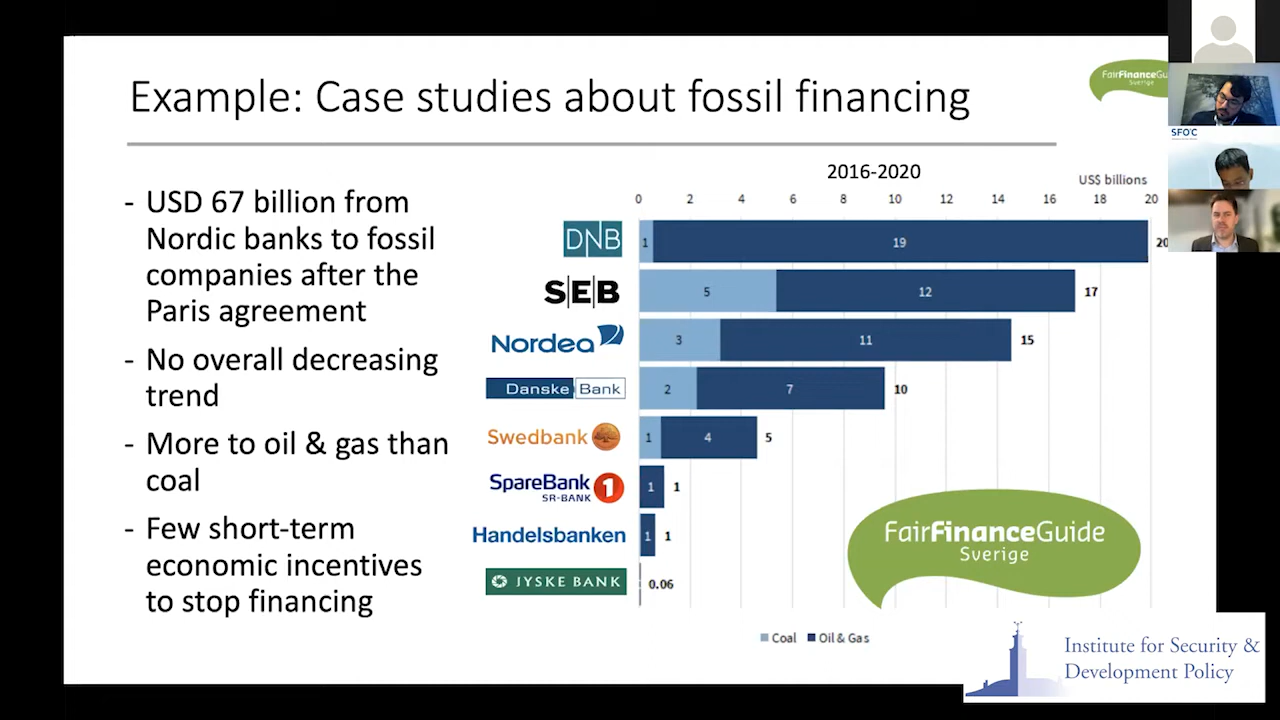 Example: Case studies about fossil financing
FairFinanceGu
Sverige
SFOC
- USD 67 billion from
Nordic banks to fossil
companies after the
Paris agreement
- No overall decreasing
trend
- More to oil & gas than
coal
- Few short-term
economic incentives
to stop financing
2016-2020
US$ billions
0 2 4 6 8 10 12 14 16 18 20
DNB 1 19 20
SEB 5 12 17
Nordea 3 11 15
Danske Bank 2 7 10
Swedbank 1 4 5
SpareBank 1 1 1
SR-BANK
Handelsbanken 1 1
JYSKE BANK 0.06
FairFinanceGuide
Sverige
Coal Oil & Gas
Institute for Security &
Development Policy